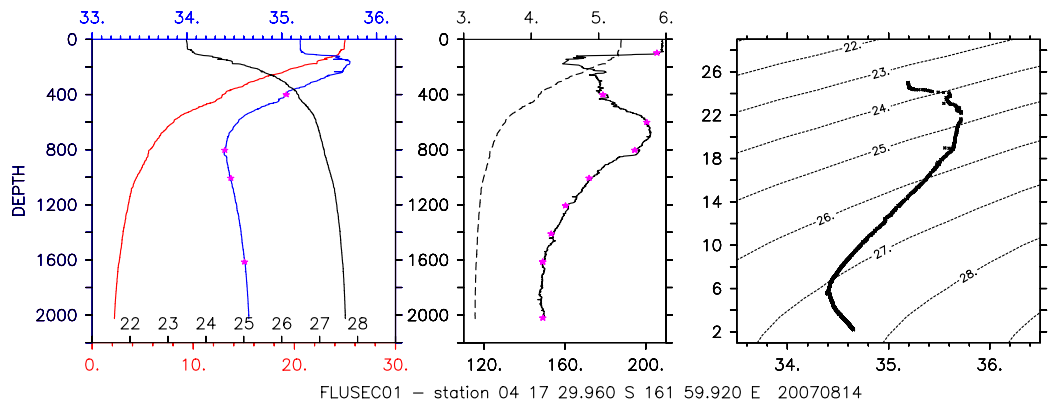 33. 34. 35. 36. 3. 4. 5. 6.
0 0 22.
26 23.
400 400 24.
22
800 800 25. 18
DEPTH
1200 1200 14
26. 10
1600 1600 27.
6 28.
2000 2000 2
22 23 24 25 26 27 28
0. 10. 20. 30. 120. 160. 200. 34. 35. 36.
FLUSEC01 – station 04 17 29.960 S 161 59.920 E 20070814